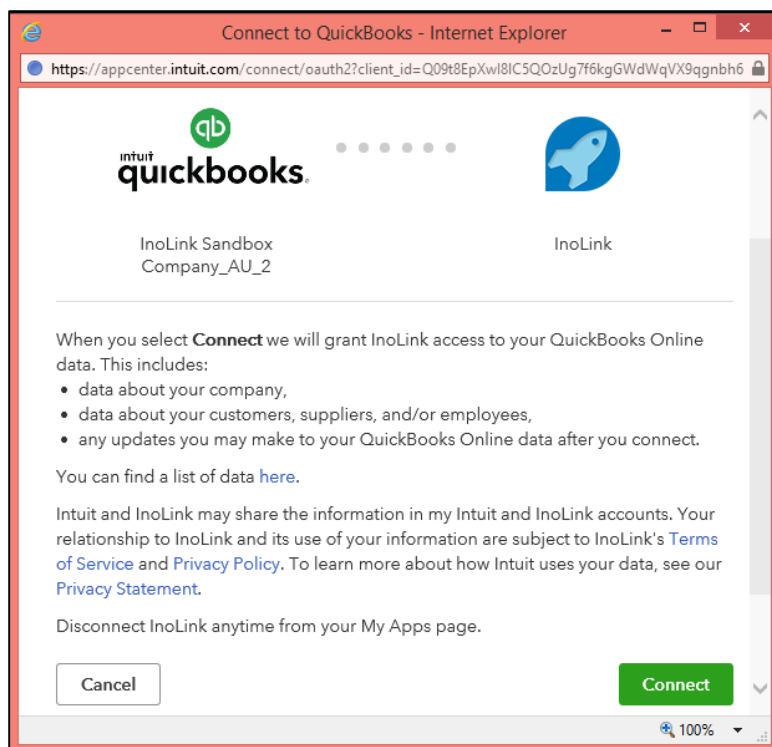 Connect to QuickBooks - Internet Explorer
https://appcenter.intuit.com/connect/oauth2?client_id=Q09t8EpXwI8IC5QOzUg7f6kgGWdWqVX9qgnbh6
qb
intuit
quickbooks.
InoLink Sandbox
Company_AU_2
InoLink
When you select Connect we will grant InoLink access to your QuickBooks Online
data. This includes:
• data about your company,
• data about your customers, suppliers, and/or employees,
• any updates you may make to your QuickBooks Online data after you connect.
You can find a list of data here.
Intuit and InoLink may share the information in my Intuit and InoLink accounts. Your
relationship to InoLink and its use of your information are subject to InoLink's Terms
of Service and Privacy Policy. To learn more about how Intuit uses your data, see our
Privacy Statement.
Disconnect InoLink anytime from your My Apps page.
Cancel
Connect
100%